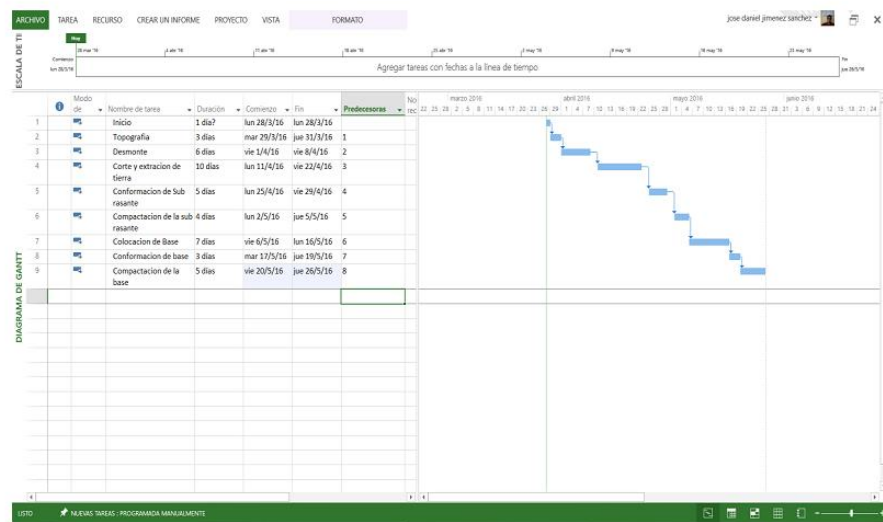 ARCHIVO TAREA RECURSO CREAR UN INFORME PROYECTO VISTA FORMATO jose daniel jimenez sanchez
ESCALA DE TI
Hoy
Comienzo
lun 28/3/16
Agregar tareas con fechas a la línea de tiempo
Fin
DIAGRAMA DE GANTT
Modo de Nombre de tarea Duración Comienzo Fin Predecesoras No rec
marzo 2016 abril 2016 mayo 2016 junio 2016
1 Inicio 1 día? lun 28/3/16 lun 28/3/16
2 Topografia 3 días mar 29/3/16 jue 31/3/16 1
3 Desmonte 6 días vie 1/4/16 vie 8/4/16 2
4 Corte y extracion de tierra 10 días lun 11/4/16 vie 22/4/16 3
5 Conformacion de Sub rasante 5 días lun 25/4/16 vie 29/4/16 4
6 Compactacion de la sub rasante 4 días lun 2/5/16 jue 5/5/16 5
7 Colocacion de Base 7 días vie 6/5/16 lun 16/5/16 6
8 Conformacion de base 3 días mar 17/5/16 jue 19/5/16 7
9 Compactacion de la base 5 días vie 20/5/16 jue 26/5/16 8
LISTO NUEVAS TAREAS : PROGRAMADA MANUALMENTE